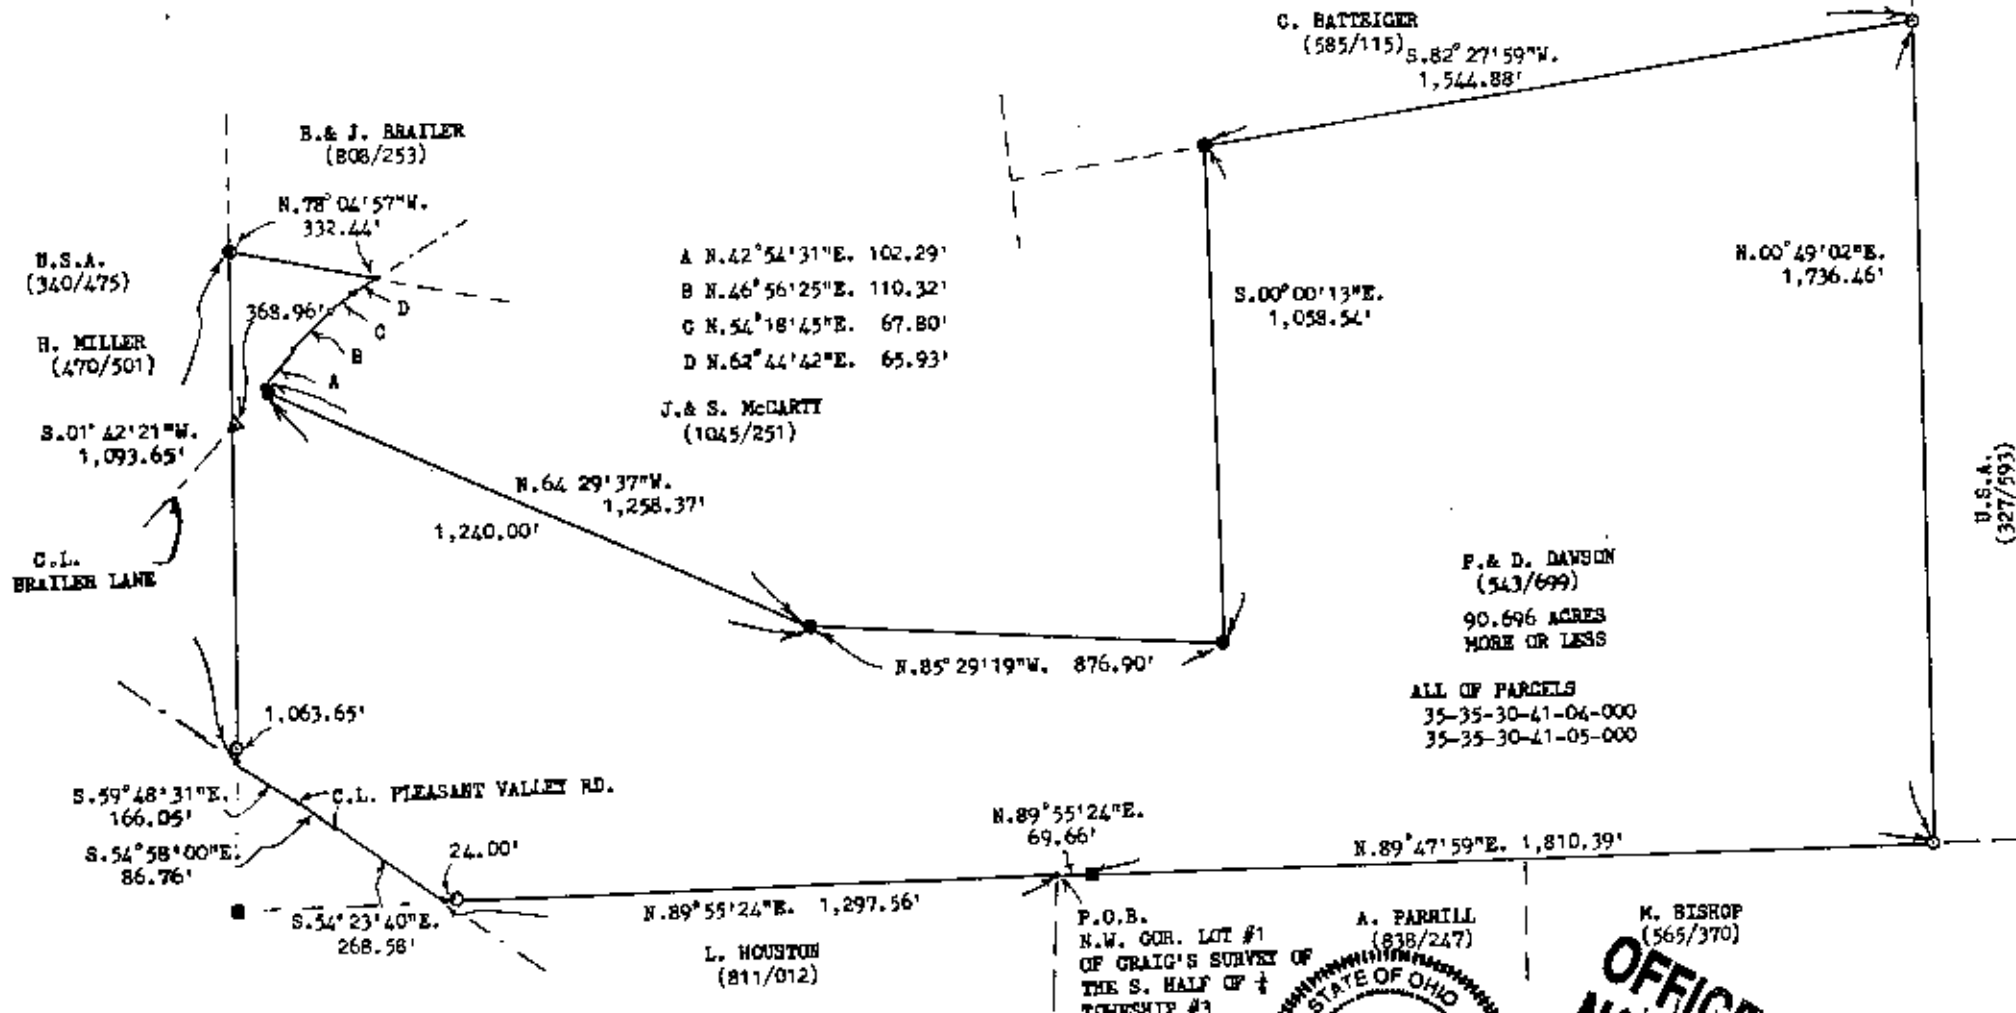 C. BATTEIGER
(585/115)
S.82°27'59"W.
1,544.88'
B.& J. BRAILER
(808/253)
N.78°04'57"W.
332.44'
U.S.A.
(340/475)
368.96'
H. MILLER
(470/501)
S.01°42'21"W.
1,093.65'
C.L.
BRAILER LANE
D
C
B
A
A N.42°54'31"E. 102.29'
B N.46°56'25"E. 110.32'
C N.54°18'45"E. 67.80'
D N.62°44'42"E. 65.93'
J.& S. McCARTY
(1045/251)
S.00°00'13"E.
1,058.54'
N.00°49'02"E.
1,736.46'
U.S.A.
(327/593)
N.64 29'37"W.
1,258.37'
1,240.00'
N.85°29'19"W. 876.90'
P.& D. DAWSON
(543/699)
90.696 ACRES
MORE OR LESS
ALL OF PARCELS
35-35-30-41-04-000
35-35-30-41-05-000
1,063.65'
S.59°48'31"E.
166.05'
C.L. PLEASANT VALLEY RD.
S.54°58'00"E.
86.76'
24.00'
S.54°23'40"E.
268.58'
N.89°55'24"E. 1,297.56'
L. HOUSTON
(811/012)
N.89°55'24"E.
69.66'
N.89°47'59"E. 1,810.39'
P.O.B.
N.W. COR. LOT #1
OF CRAIG'S SURVEY OF
THE S. HALF OF ¼
TOWNSHIP #3
A. PARRILL
(838/247)
M. BISHOP
(565/370)
STATE OF OHIO